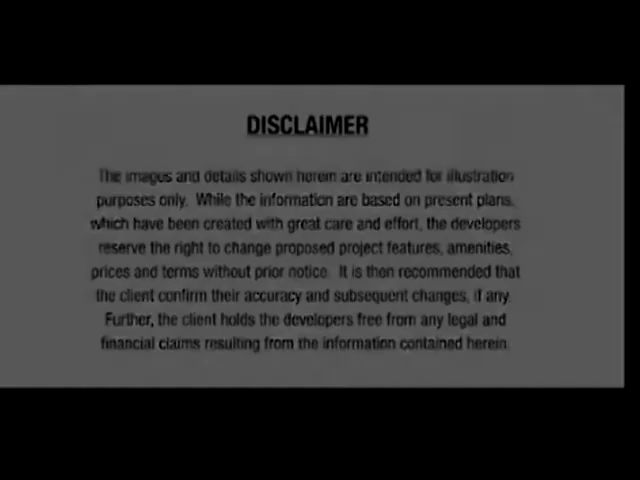 DISCLAIMER
The images and details shown herein are intended for illustration
purposes only. While the information are based on present plans,
which have been created with great care and effort, the developers
reserve the right to change proposed project features, amenities,
prices and terms without prior notice. It is then recommended that
the client confirm their accuracy and subsequent changes, if any.
Further, the client holds the developers free from any legal and
financial claims resulting from the information contained herein.